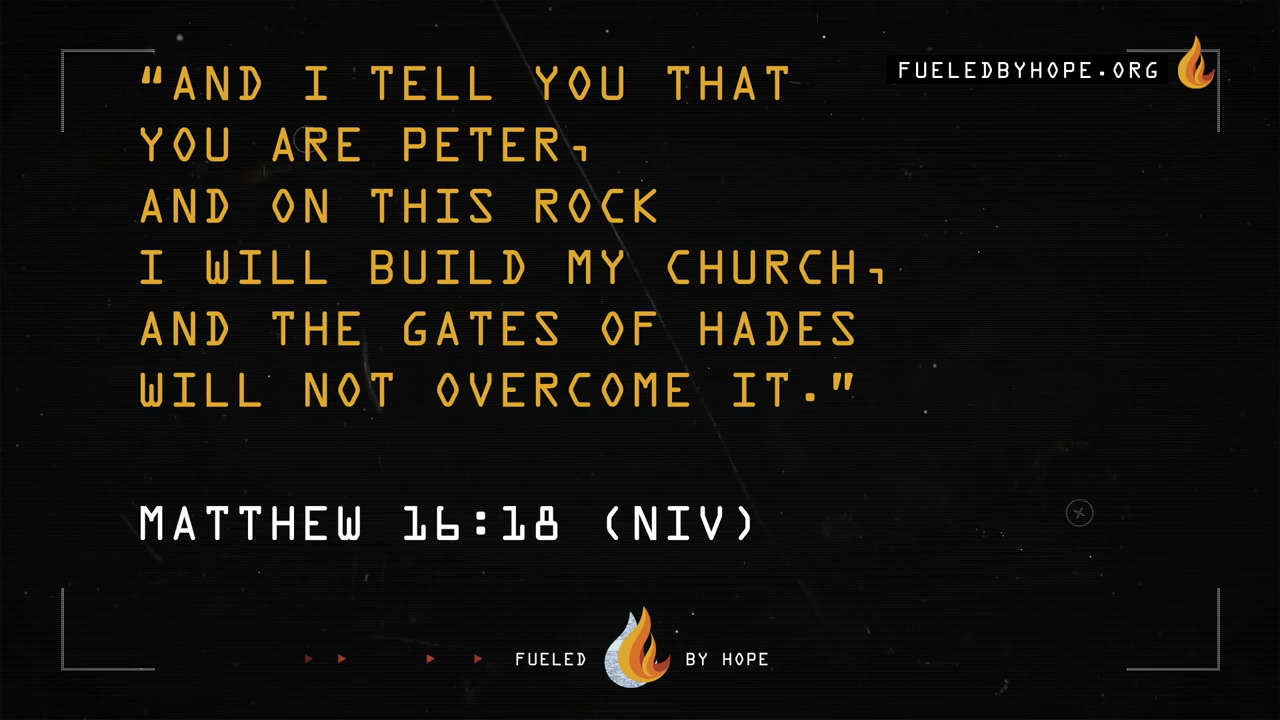 “AND I TELL YOU THAT
YOU ARE PETER,
AND ON THIS ROCK
I WILL BUILD MY CHURCH,
AND THE GATES OF HADES
WILL NOT OVERCOME IT.”
MATTHEW 16:18 (NIV)
FUELEDBYHOPE.ORG
FUELED BY HOPE